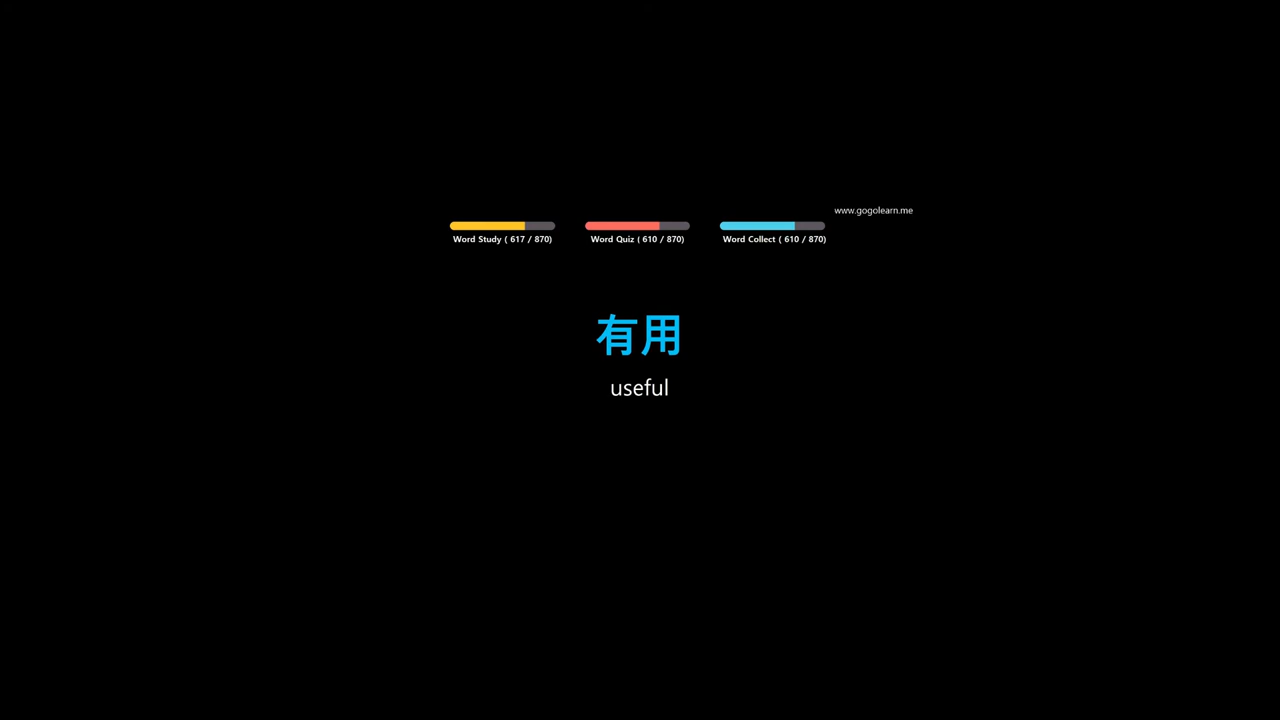 www.gogolearn.me
Word Study ( 617 / 870)
Word Quiz ( 610 / 870)
Word Collect ( 610 / 870)
有用
useful